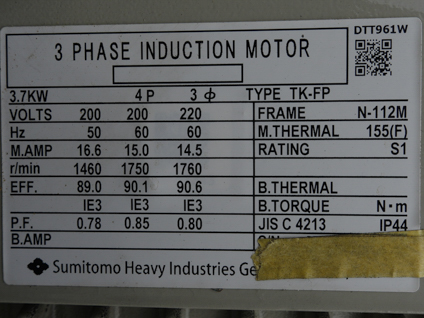 DTT961W
3 PHASE INDUCTION MOTOR
3.7KW 4P 3 ϕ TYPE TK-FP
VOLTS 200 200 220 FRAME N-112M
Hz 50 60 60 M.THERMAL 155(F)
M.AMP 16.6 15.0 14.5 RATING S1
r/min 1460 1750 1760
EFF. 89.0 90.1 90.6 B.THERMAL
IE3 IE3 IE3 B.TORQUE N・m
P.F. 0.78 0.85 0.80 JIS C 4213 IP44
B.AMP
Sumitomo Heavy Industries Ge